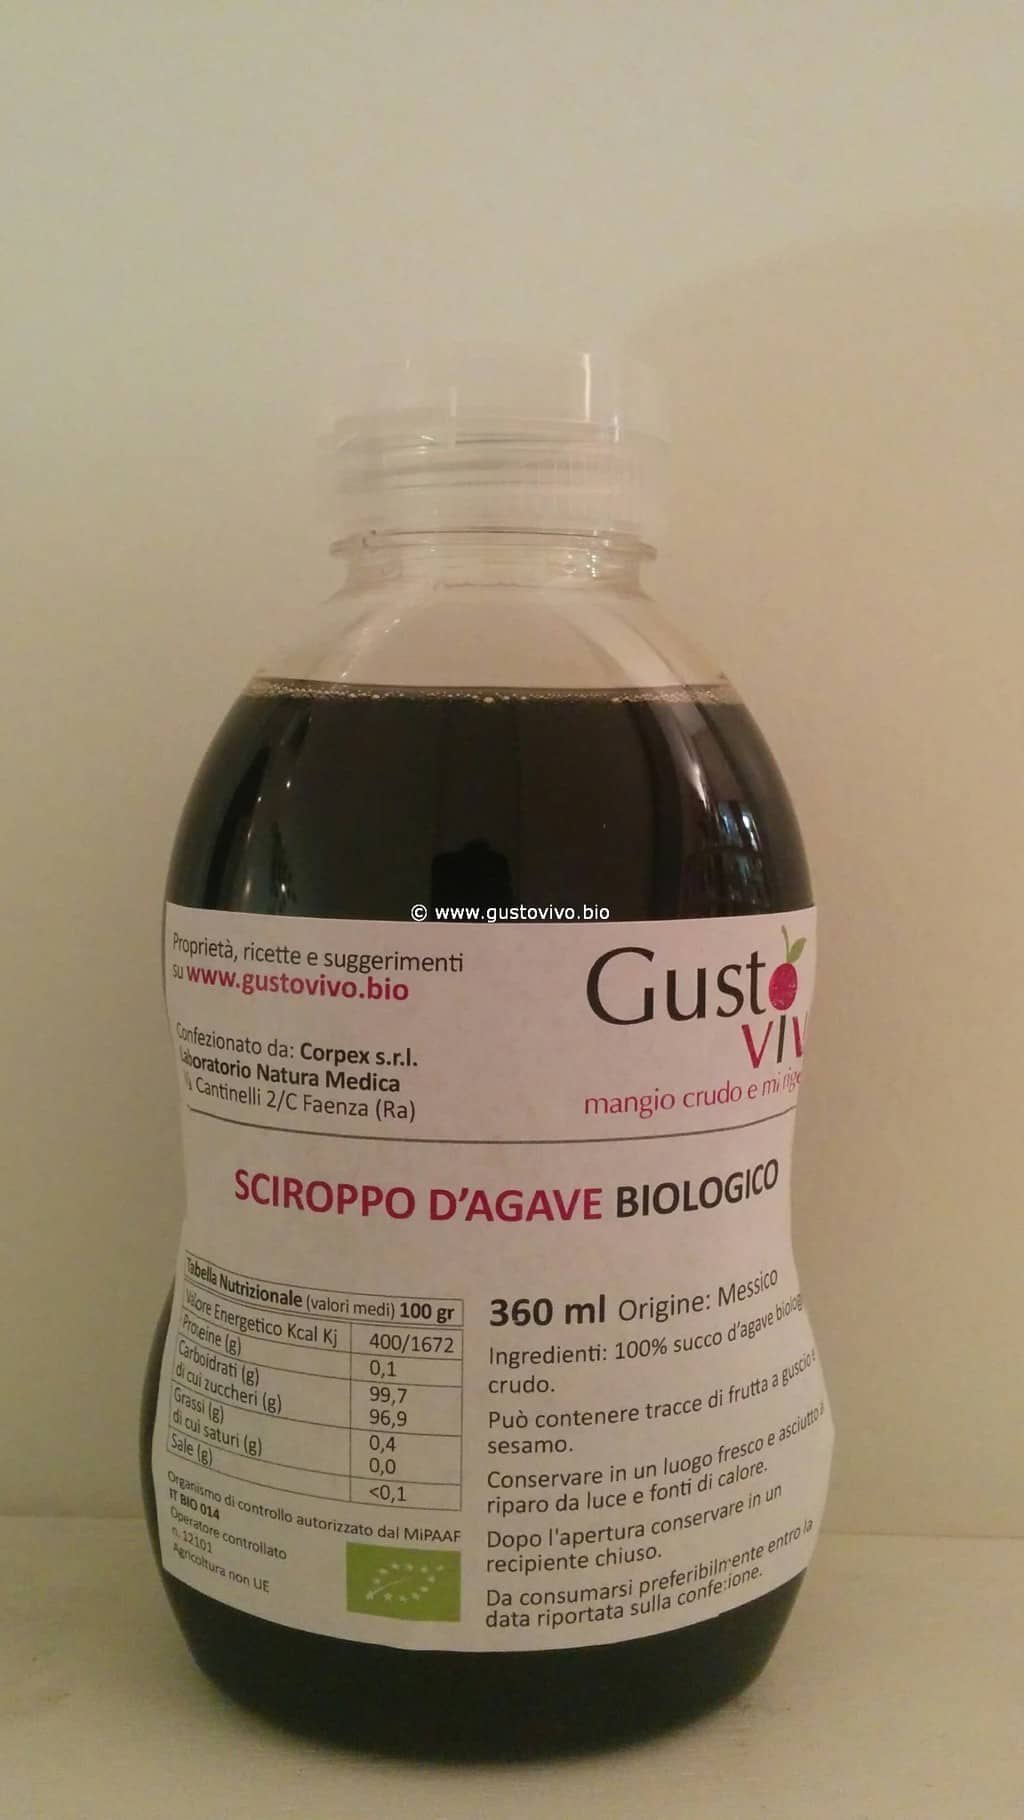 © www.gustovivo.bio
Proprietà, ricette e suggerimenti
su www.gustovivo.bio
Confezionato da: Corpex s.r.l.
Laboratorio Natura Medica
Cantinelli 2/C Faenza (Ra)
Gusto
VIV
mangio crudo e mi rige
SCIROPPO D'AGAVE BIOLOGICO
Tabella Nutrizionale (valori medi) 100 gr
Valore Energetico Kcal Kj 400/1672
Proteine (g) 0,1
Carboidrati (g) 99,7
di cui zuccheri (g) 96,9
Grassi (g) 0,4
di cui saturi (g) 0,0
Sale (g) <0,1
Organismo di controllo autorizzato dal MiPAAF
IT BIO 014
Operatore controllato
n. 12101
Agricoltura non UE
360 ml Origine: Messico
Ingredienti: 100% succo d'agave biolog
crudo.
Può contenere tracce di frutta a guscio e
sesamo.
Conservare in un luogo fresco e asciutto a
riparo da luce e fonti di calore.
Dopo l'apertura conservare in un
recipiente chiuso.
Da consumarsi preferibilmente entro la
data riportata sulla confezione.